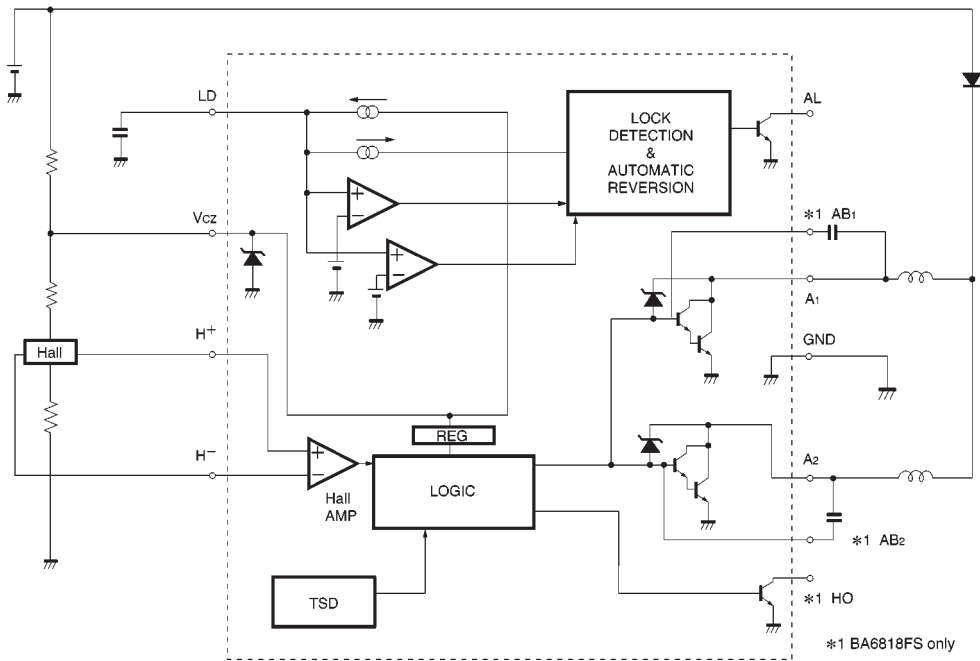 LD
LOCK
DETECTION
&
AUTOMATIC
REVERSION
AL
*1 AB1
Vcz
A1
H+
GND
Hall
REG
H−
Hall
AMP
LOGIC
A2
*1 AB2
TSD
*1 HO
*1 BA6818FS only
+
−
+
−
+
−